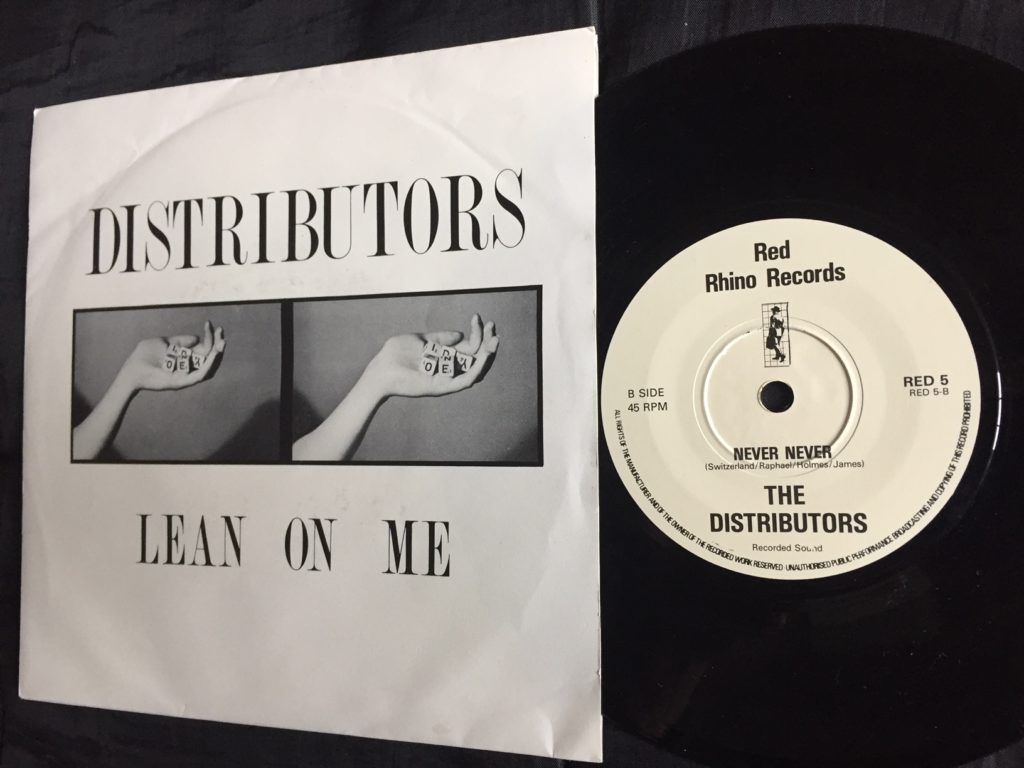 DISTRIBUTORS
LEAN ON ME
Red
Rhino Records
B SIDE
45 RPM
RED 5
RED 5-B
NEVER NEVER
(Switzerland/Raphael/Holmes/James)
THE
DISTRIBUTORS
Recorded Sound
ALL RIGHTS OF THE MANUFACTURER AND OF THE OWNER OF THE RECORDED WORK RESERVED · UNAUTHORISED PUBLIC PERFORMANCE BROADCASTING AND COPYING OF THIS RECORD PROHIBITED